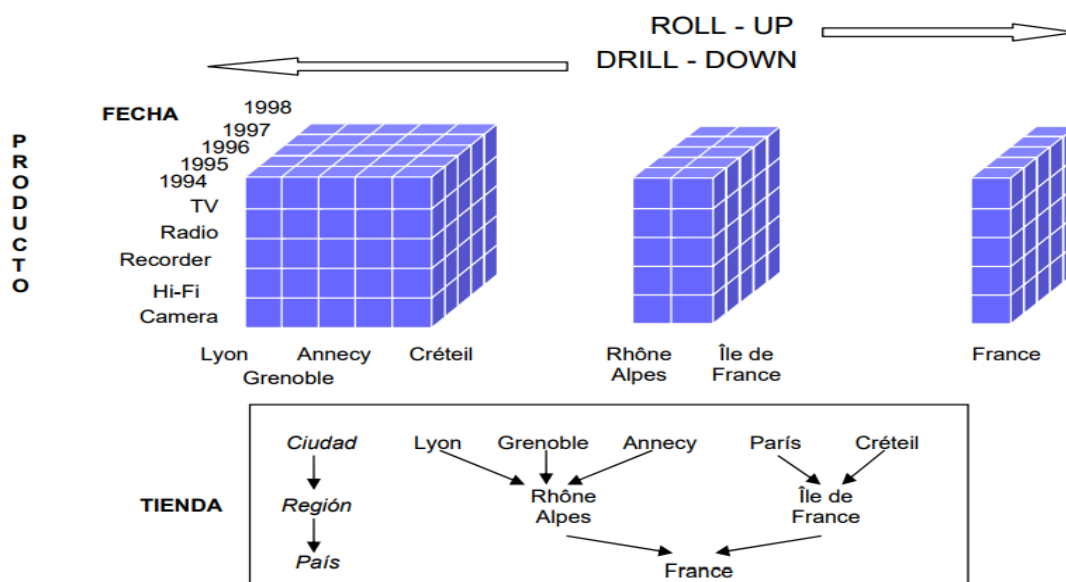 ROLL - UP
DRILL - DOWN
FECHA
1998
1997
1996
1995
1994
PRODUCTO
TV
Radio
Recorder
Hi-Fi
Camera
Lyon Annecy Créteil
Grenoble
Rhône
Alpes
Île de
France
France
TIENDA
Ciudad
Región
País
Lyon Grenoble Annecy París Créteil
Rhône
Alpes
Île de
France
France